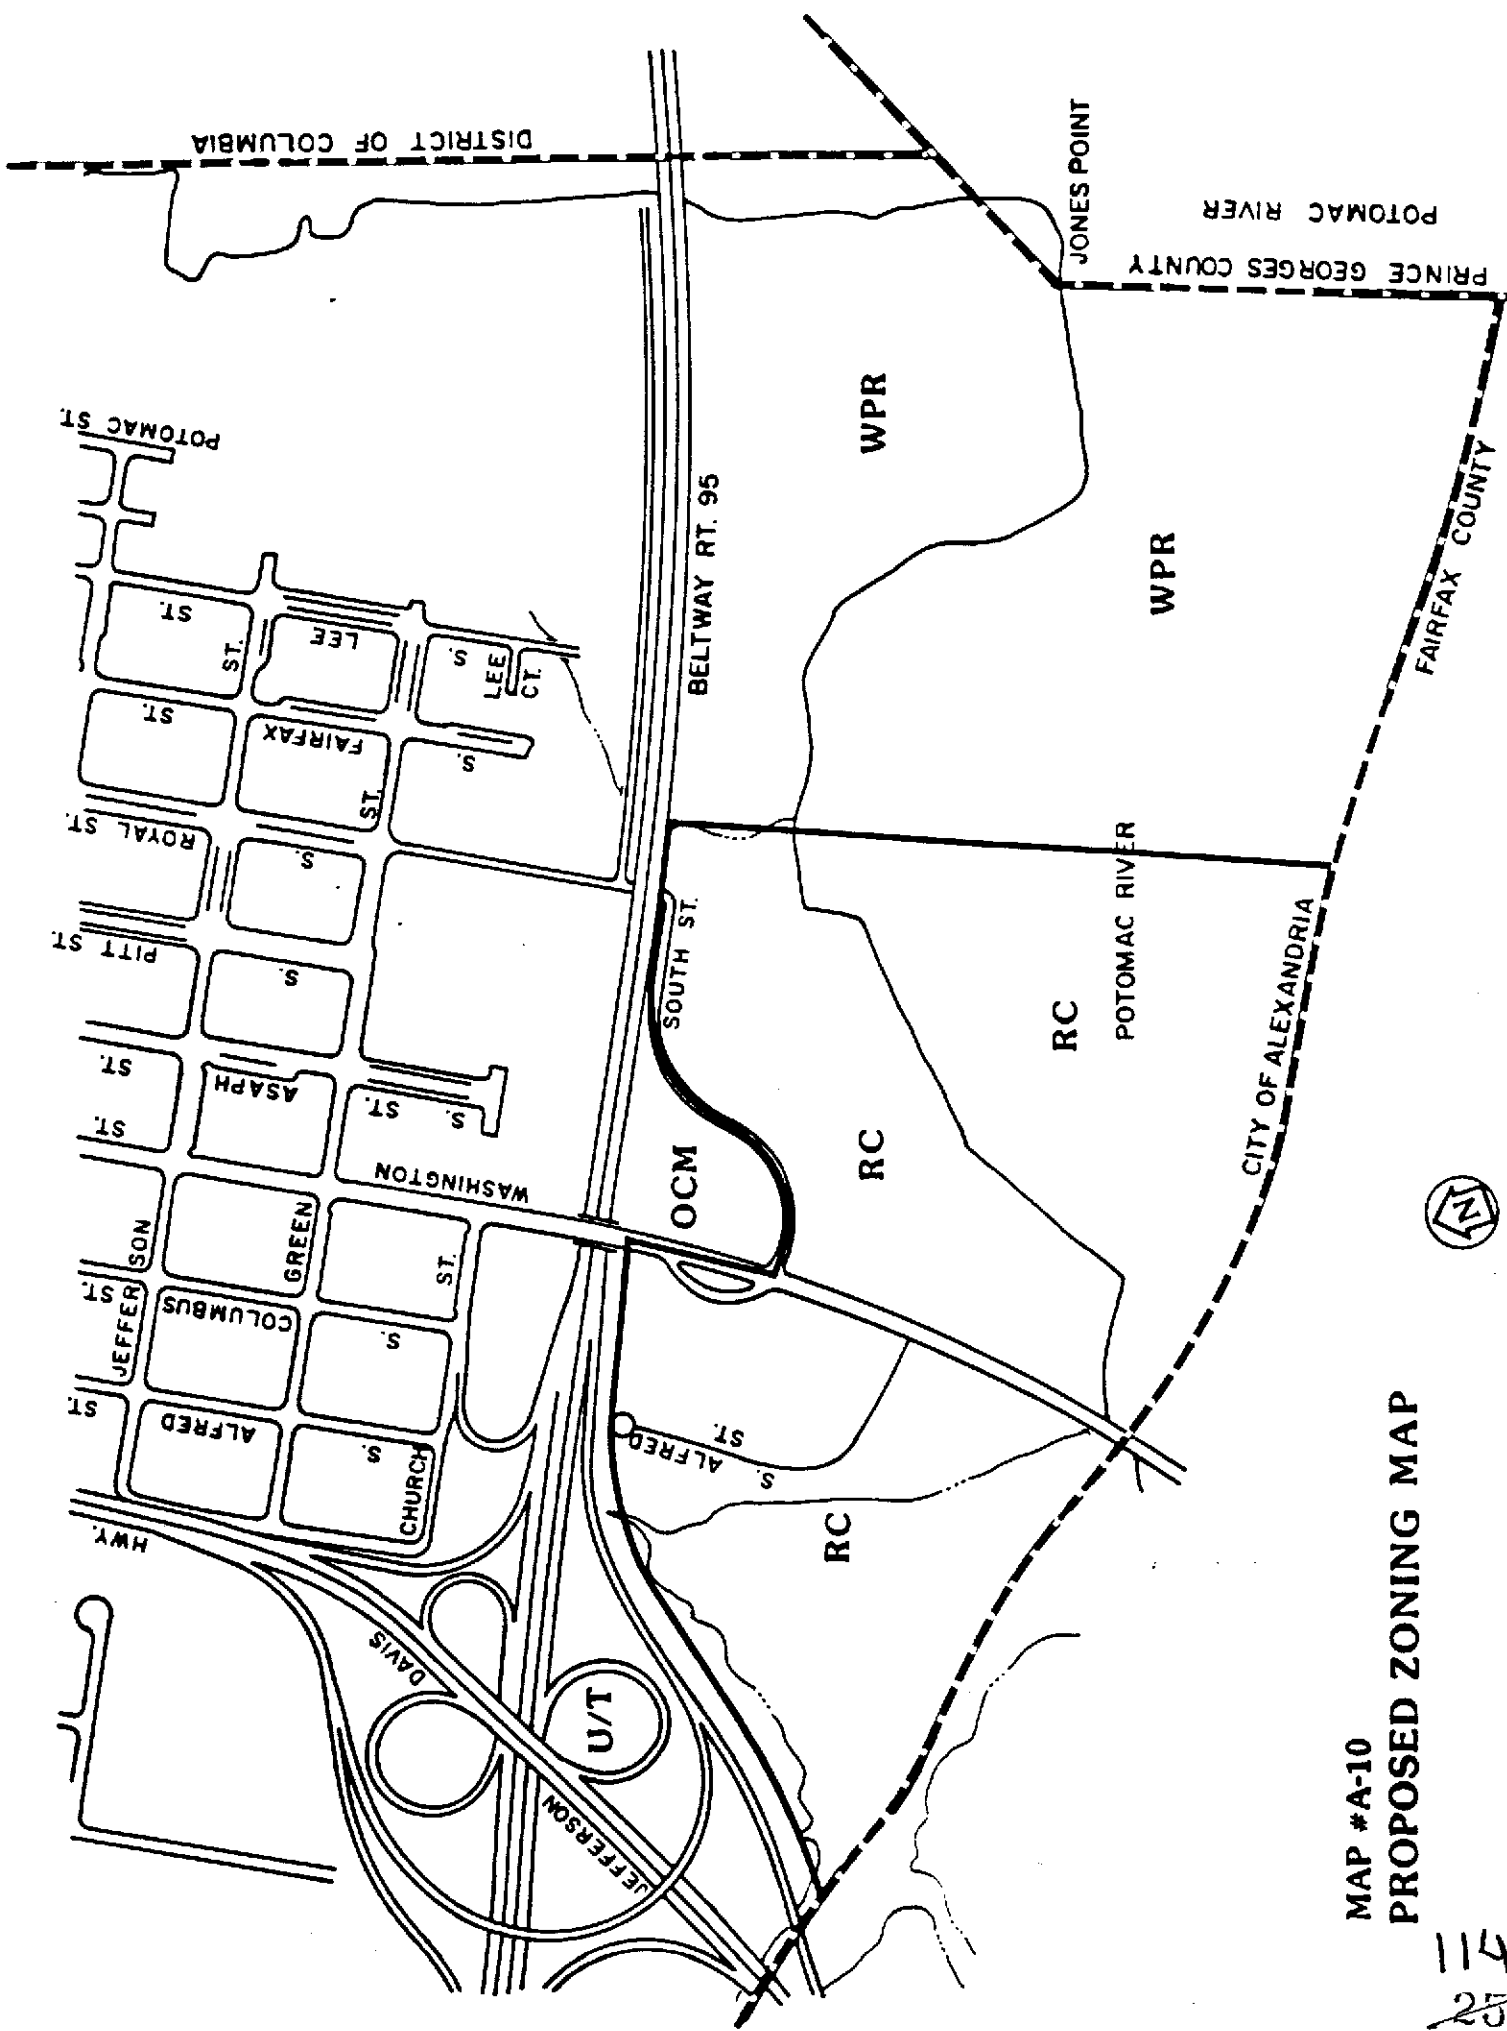 DISTRICT OF COLUMBIA
JONES POINT
POTOMAC RIVER
PRINCE GEORGES COUNTY
POTOMAC ST.
WPR
WPR
BELTWAY RT. 95
FAIRFAX COUNTY
S. LEE ST.
ST.
LEE
CT.
S. FAIRFAX ST.
ST.
S. ROYAL ST.
S. PITT ST.
SOUTH ST.
POTOMAC RIVER
RC
CITY OF ALEXANDRIA
S. ASAPH ST.
ST.
WASHINGTON
ST.
OCM
RC
JEFFERSON
GREEN
ST.
S. COLUMBUS ST.
S. ALFRED ST.
CHURCH
S. ALFRED ST.
RC
JEFFERSON DAVIS HWY.
U/T
N
MAP #A-10
PROPOSED ZONING MAP
114
25